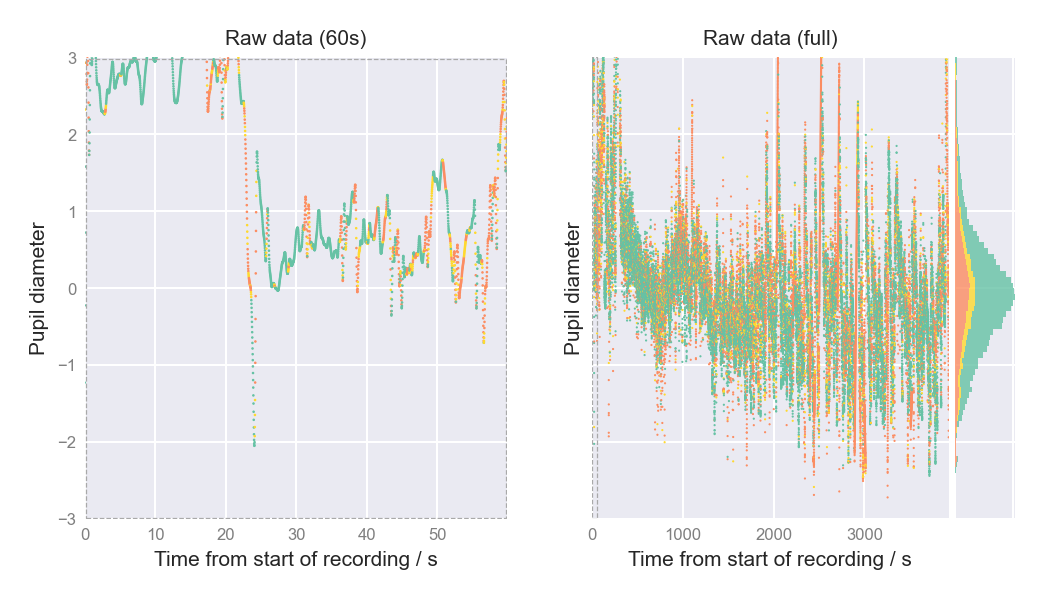 Raw data (60s)
Raw data (full)
Pupil diameter
3
2
1
0
−1
−2
−3
0
10
20
30
40
50
Time from start of recording / s
Pupil diameter
0
1000
2000
3000
Time from start of recording / s